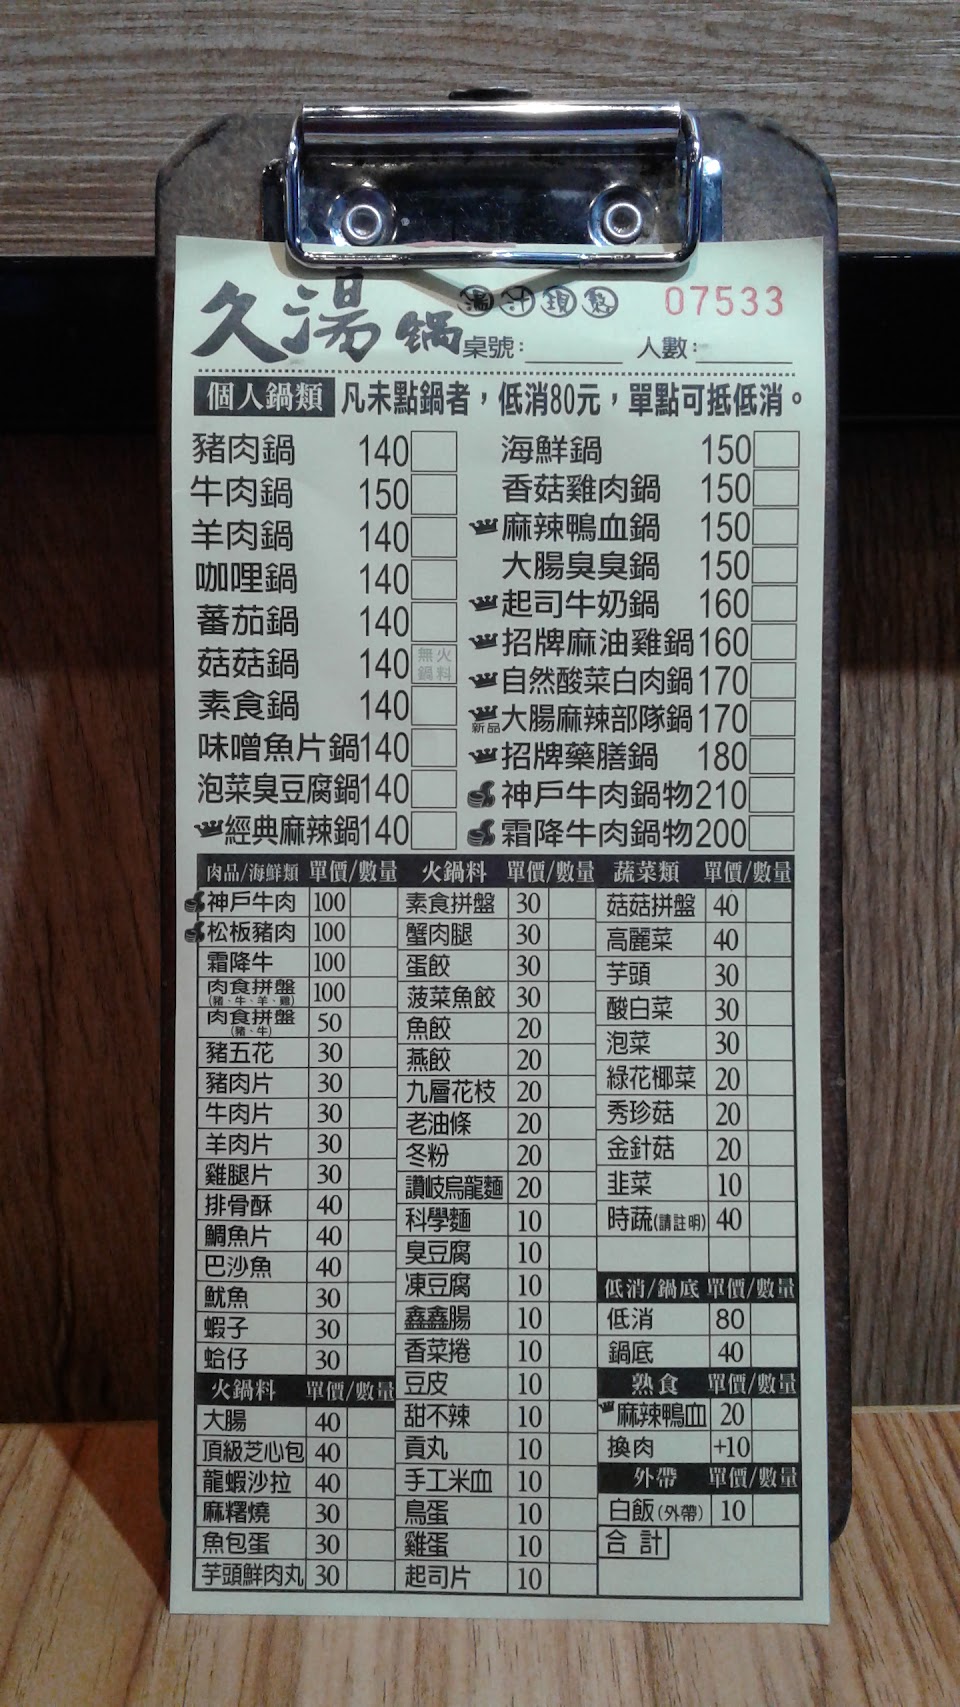 久湯鍋
湯汁現熬
07533
桌號: 人數:
個人鍋類 凡未點鍋者，低消80元，單點可抵低消。
豬肉鍋 140
牛肉鍋 150
羊肉鍋 140
咖哩鍋 140
蕃茄鍋 140
菇菇鍋 140 無火鍋料
素食鍋 140
味噌魚片鍋 140
泡菜臭豆腐鍋 140
經典麻辣鍋 140
海鮮鍋 150
香菇雞肉鍋 150
麻辣鴨血鍋 150
大腸臭臭鍋 150
起司牛奶鍋 160
招牌麻油雞鍋 160
自然酸菜白肉鍋 170
新品 大腸麻辣部隊鍋 170
招牌藥膳鍋 180
神戶牛肉鍋物 210
霜降牛肉鍋物 200
肉品/海鮮類 單價/數量
神戶牛肉 100
松板豬肉 100
霜降牛 100
肉食拼盤 (豬、牛、羊、雞) 100
肉食拼盤 (豬、牛) 50
豬五花 30
豬肉片 30
牛肉片 30
羊肉片 30
雞腿片 30
排骨酥 40
鯛魚片 40
巴沙魚 40
魷魚 30
蝦子 30
蛤仔 30
火鍋料 單價/數量
大腸 40
頂級芝心包 40
龍蝦沙拉 40
麻糬燒 30
魚包蛋 30
芋頭鮮肉丸 30
火鍋料 單價/數量
素食拼盤 30
蟹肉腿 30
蛋餃 30
菠菜魚餃 30
魚餃 20
燕餃 20
九層花枝 20
老油條 20
冬粉 20
讚岐烏龍麵 20
科學麵 10
臭豆腐 10
凍豆腐 10
鑫鑫腸 10
香菜捲 10
豆皮 10
甜不辣 10
貢丸 10
手工米血 10
鳥蛋 10
雞蛋 10
起司片 10
蔬菜類 單價/數量
菇菇拼盤 40
高麗菜 40
芋頭 30
酸白菜 30
泡菜 30
綠花椰菜 20
秀珍菇 20
金針菇 20
韭菜 10
時蔬(請註明) 40
低消/鍋底 單價/數量
低消 80
鍋底 40
熟食 單價/數量
麻辣鴨血 20
換肉 +10
外帶 單價/數量
白飯(外帶) 10
合計